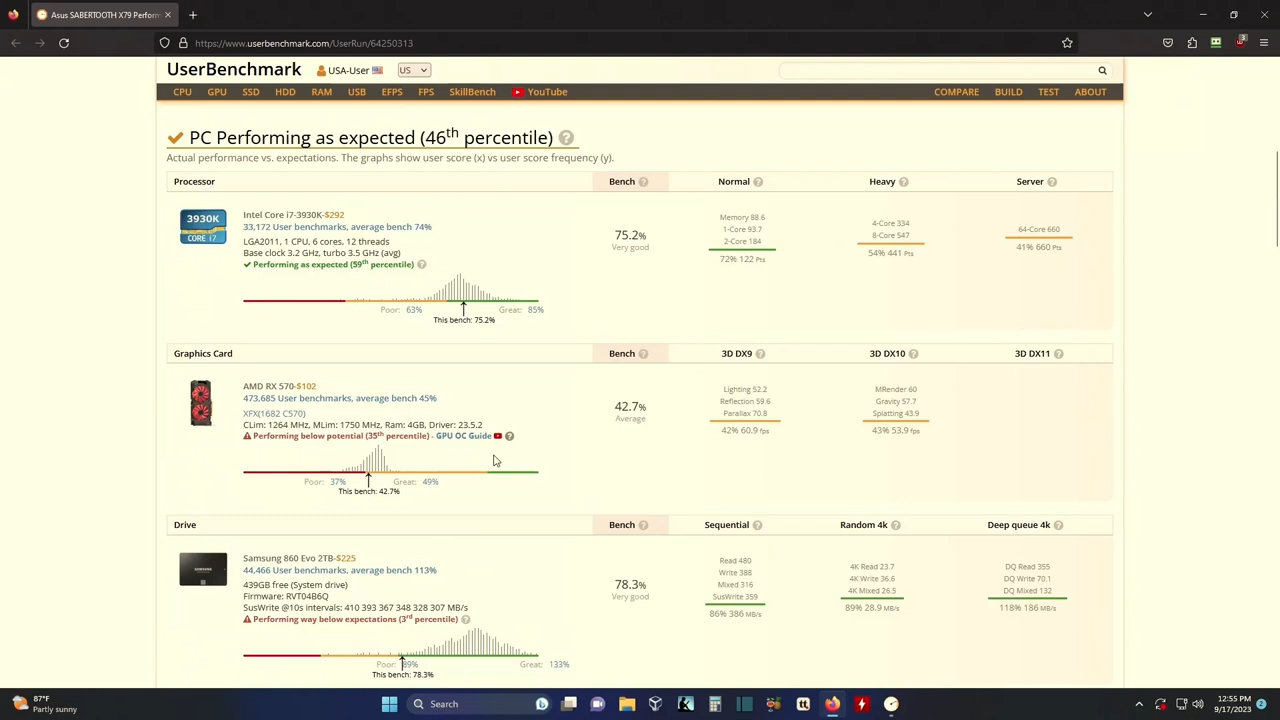 Asus SABERTOOTH X79 Perform
https://www.userbenchmark.com/UserRun/64250313
UserBenchmark USA-User US
CPU GPU SSD HDD RAM USB EFPS FPS SkillBench YouTube COMPARE BUILD TEST ABOUT
PC Performing as expected (46th percentile) ?
Actual performance vs. expectations. The graphs show user score (x) vs user score frequency (y).
Processor Bench ? Normal ? Heavy ? Server ?
3930K
CORE i7
Intel Core i7-3930K-$292
33,172 User benchmarks, average bench 74%
LGA2011, 1 CPU, 6 cores, 12 threads
Base clock 3.2 GHz, turbo 3.5 GHz (avg)
Performing as expected (59th percentile) ?
75.2%
Very good
Memory 88.6
1-Core 93.7
2-Core 184
72% 122 Pts
4-Core 334
8-Core 547
54% 441 Pts
64-Core 660
41% 660 Pts
Poor: 63% Great: 85%
This bench: 75.2%
Graphics Card Bench ? 3D DX9 ? 3D DX10 ? 3D DX11 ?
AMD RX 570-$102
473,685 User benchmarks, average bench 45%
XFX(1682 C570)
CLim: 1264 MHz, MLim: 1750 MHz, Ram: 4GB, Driver: 23.5.2
Performing below potential (35th percentile) - GPU OC Guide ?
42.7%
Average
Lighting 52.2
Reflection 59.6
Parallax 70.8
42% 60.9 fps
MRender 60
Gravity 57.7
Splatting 43.9
43% 53.9 fps
Poor: 37% Great: 49%
This bench: 42.7%
Drive Bench ? Sequential ? Random 4k ? Deep queue 4k ?
SAMSUNG
Samsung 860 Evo 2TB-$225
44,466 User benchmarks, average bench 113%
439GB free (System drive)
Firmware: RVT04B6Q
SusWrite @10s intervals: 410 393 367 348 328 307 MB/s
Performing way below expectations (3rd percentile) ?
78.3%
Very good
Read 480
Write 388
Mixed 316
SusWrite 359
86% 386 MB/s
4K Read 23.7
4K Write 36.6
4K Mixed 26.5
89% 28.9 MB/s
DQ Read 355
DQ Write 70.1
DQ Mixed 132
118% 186 MB/s
Poor: 89% Great: 133%
This bench: 78.3%
87°F
Partly sunny
Search
tt
12:55 PM
9/17/2023